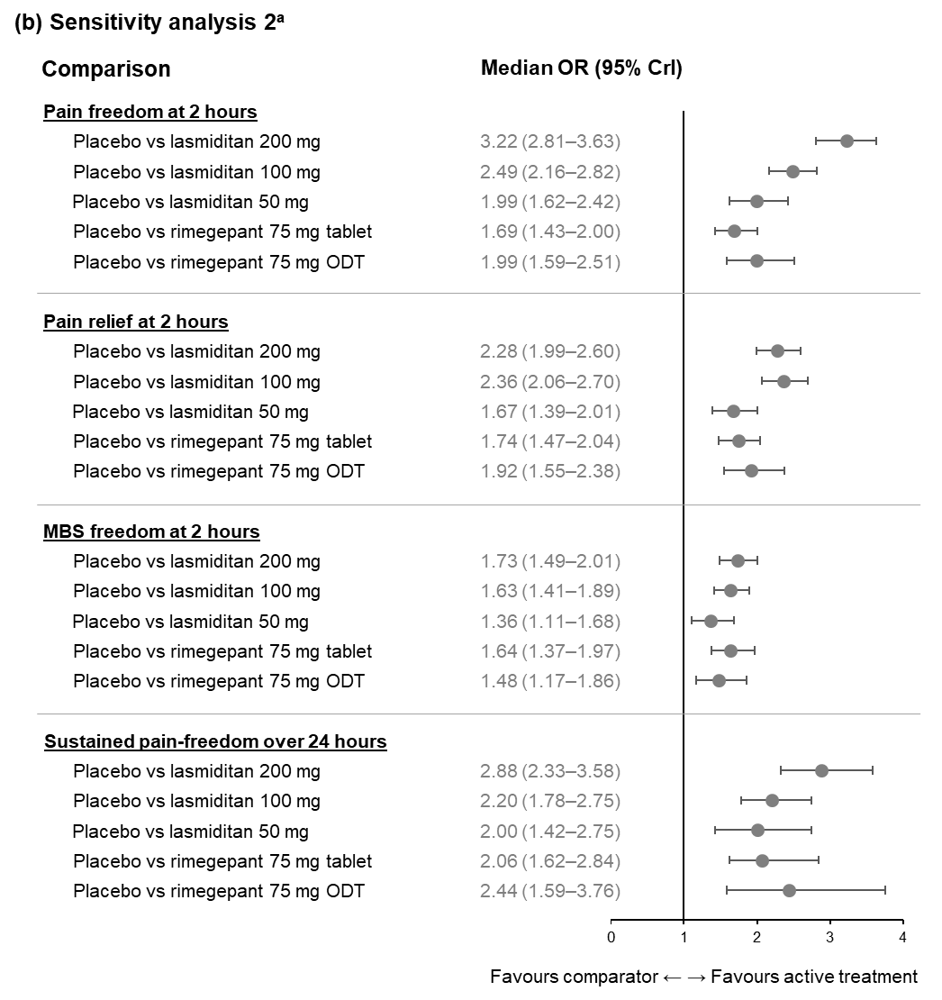 (b) Sensitivity analysis 2ª
Comparison Median OR (95% CrI)
Pain freedom at 2 hours
Placebo vs lasmiditan 200 mg 3.22 (2.81–3.63)
Placebo vs lasmiditan 100 mg 2.49 (2.16–2.82)
Placebo vs lasmiditan 50 mg 1.99 (1.62–2.42)
Placebo vs rimegepant 75 mg tablet 1.69 (1.43–2.00)
Placebo vs rimegepant 75 mg ODT 1.99 (1.59–2.51)
Pain relief at 2 hours
Placebo vs lasmiditan 200 mg 2.28 (1.99–2.60)
Placebo vs lasmiditan 100 mg 2.36 (2.06–2.70)
Placebo vs lasmiditan 50 mg 1.67 (1.39–2.01)
Placebo vs rimegepant 75 mg tablet 1.74 (1.47–2.04)
Placebo vs rimegepant 75 mg ODT 1.92 (1.55–2.38)
MBS freedom at 2 hours
Placebo vs lasmiditan 200 mg 1.73 (1.49–2.01)
Placebo vs lasmiditan 100 mg 1.63 (1.41–1.89)
Placebo vs lasmiditan 50 mg 1.36 (1.11–1.68)
Placebo vs rimegepant 75 mg tablet 1.64 (1.37–1.97)
Placebo vs rimegepant 75 mg ODT 1.48 (1.17–1.86)
Sustained pain-freedom over 24 hours
Placebo vs lasmiditan 200 mg 2.88 (2.33–3.58)
Placebo vs lasmiditan 100 mg 2.20 (1.78–2.75)
Placebo vs lasmiditan 50 mg 2.00 (1.42–2.75)
Placebo vs rimegepant 75 mg tablet 2.06 (1.62–2.84)
Placebo vs rimegepant 75 mg ODT 2.44 (1.59–3.76)
0 1 2 3 4
Favours comparator ← → Favours active treatment